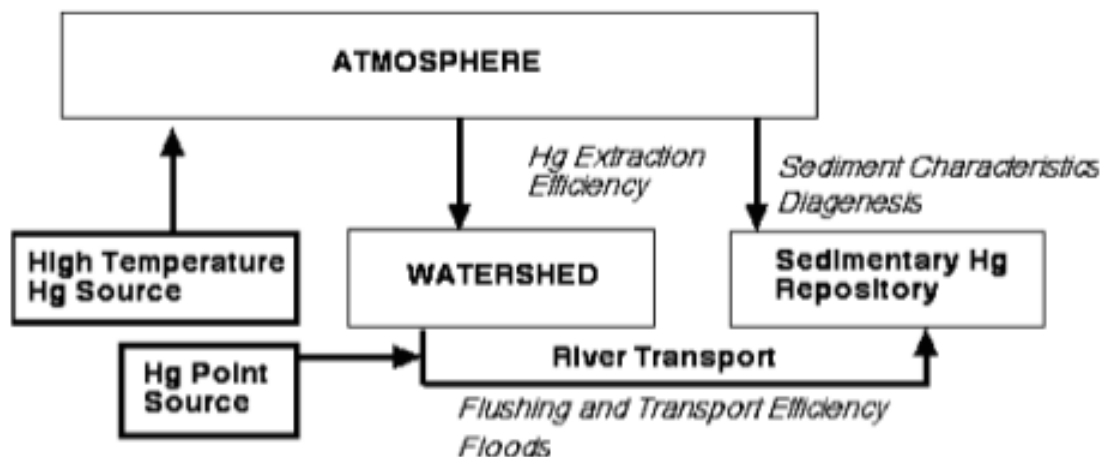 ATMOSPHERE
Hg Extraction
Efficiency
Sediment Characteristics
Diagenesis
High Temperature
Hg Source
WATERSHED
Sedimentary Hg
Repository
Hg Point
Source
River Transport
Flushing and Transport Efficiency
Floods